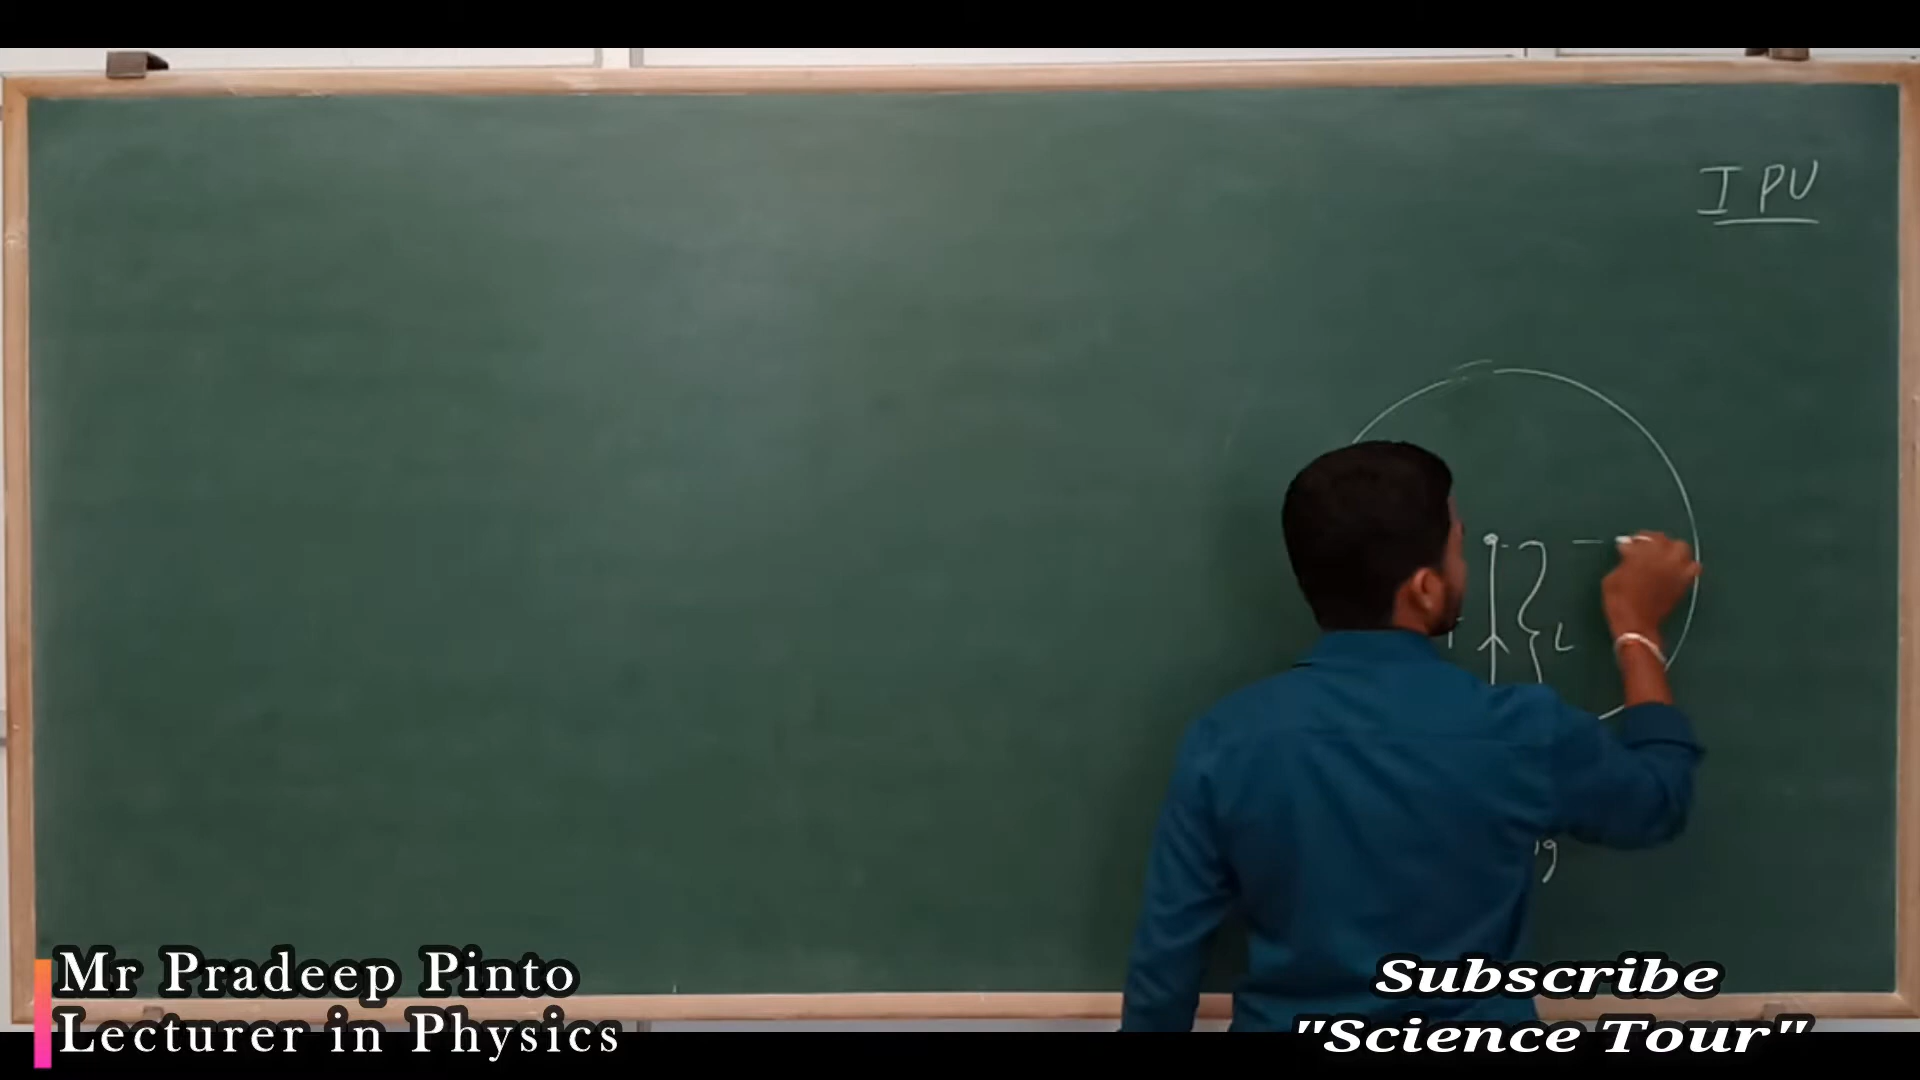 I PU
L
Mr Pradeep Pinto
Lecturer in Physics
Subscribe
"Science Tour"